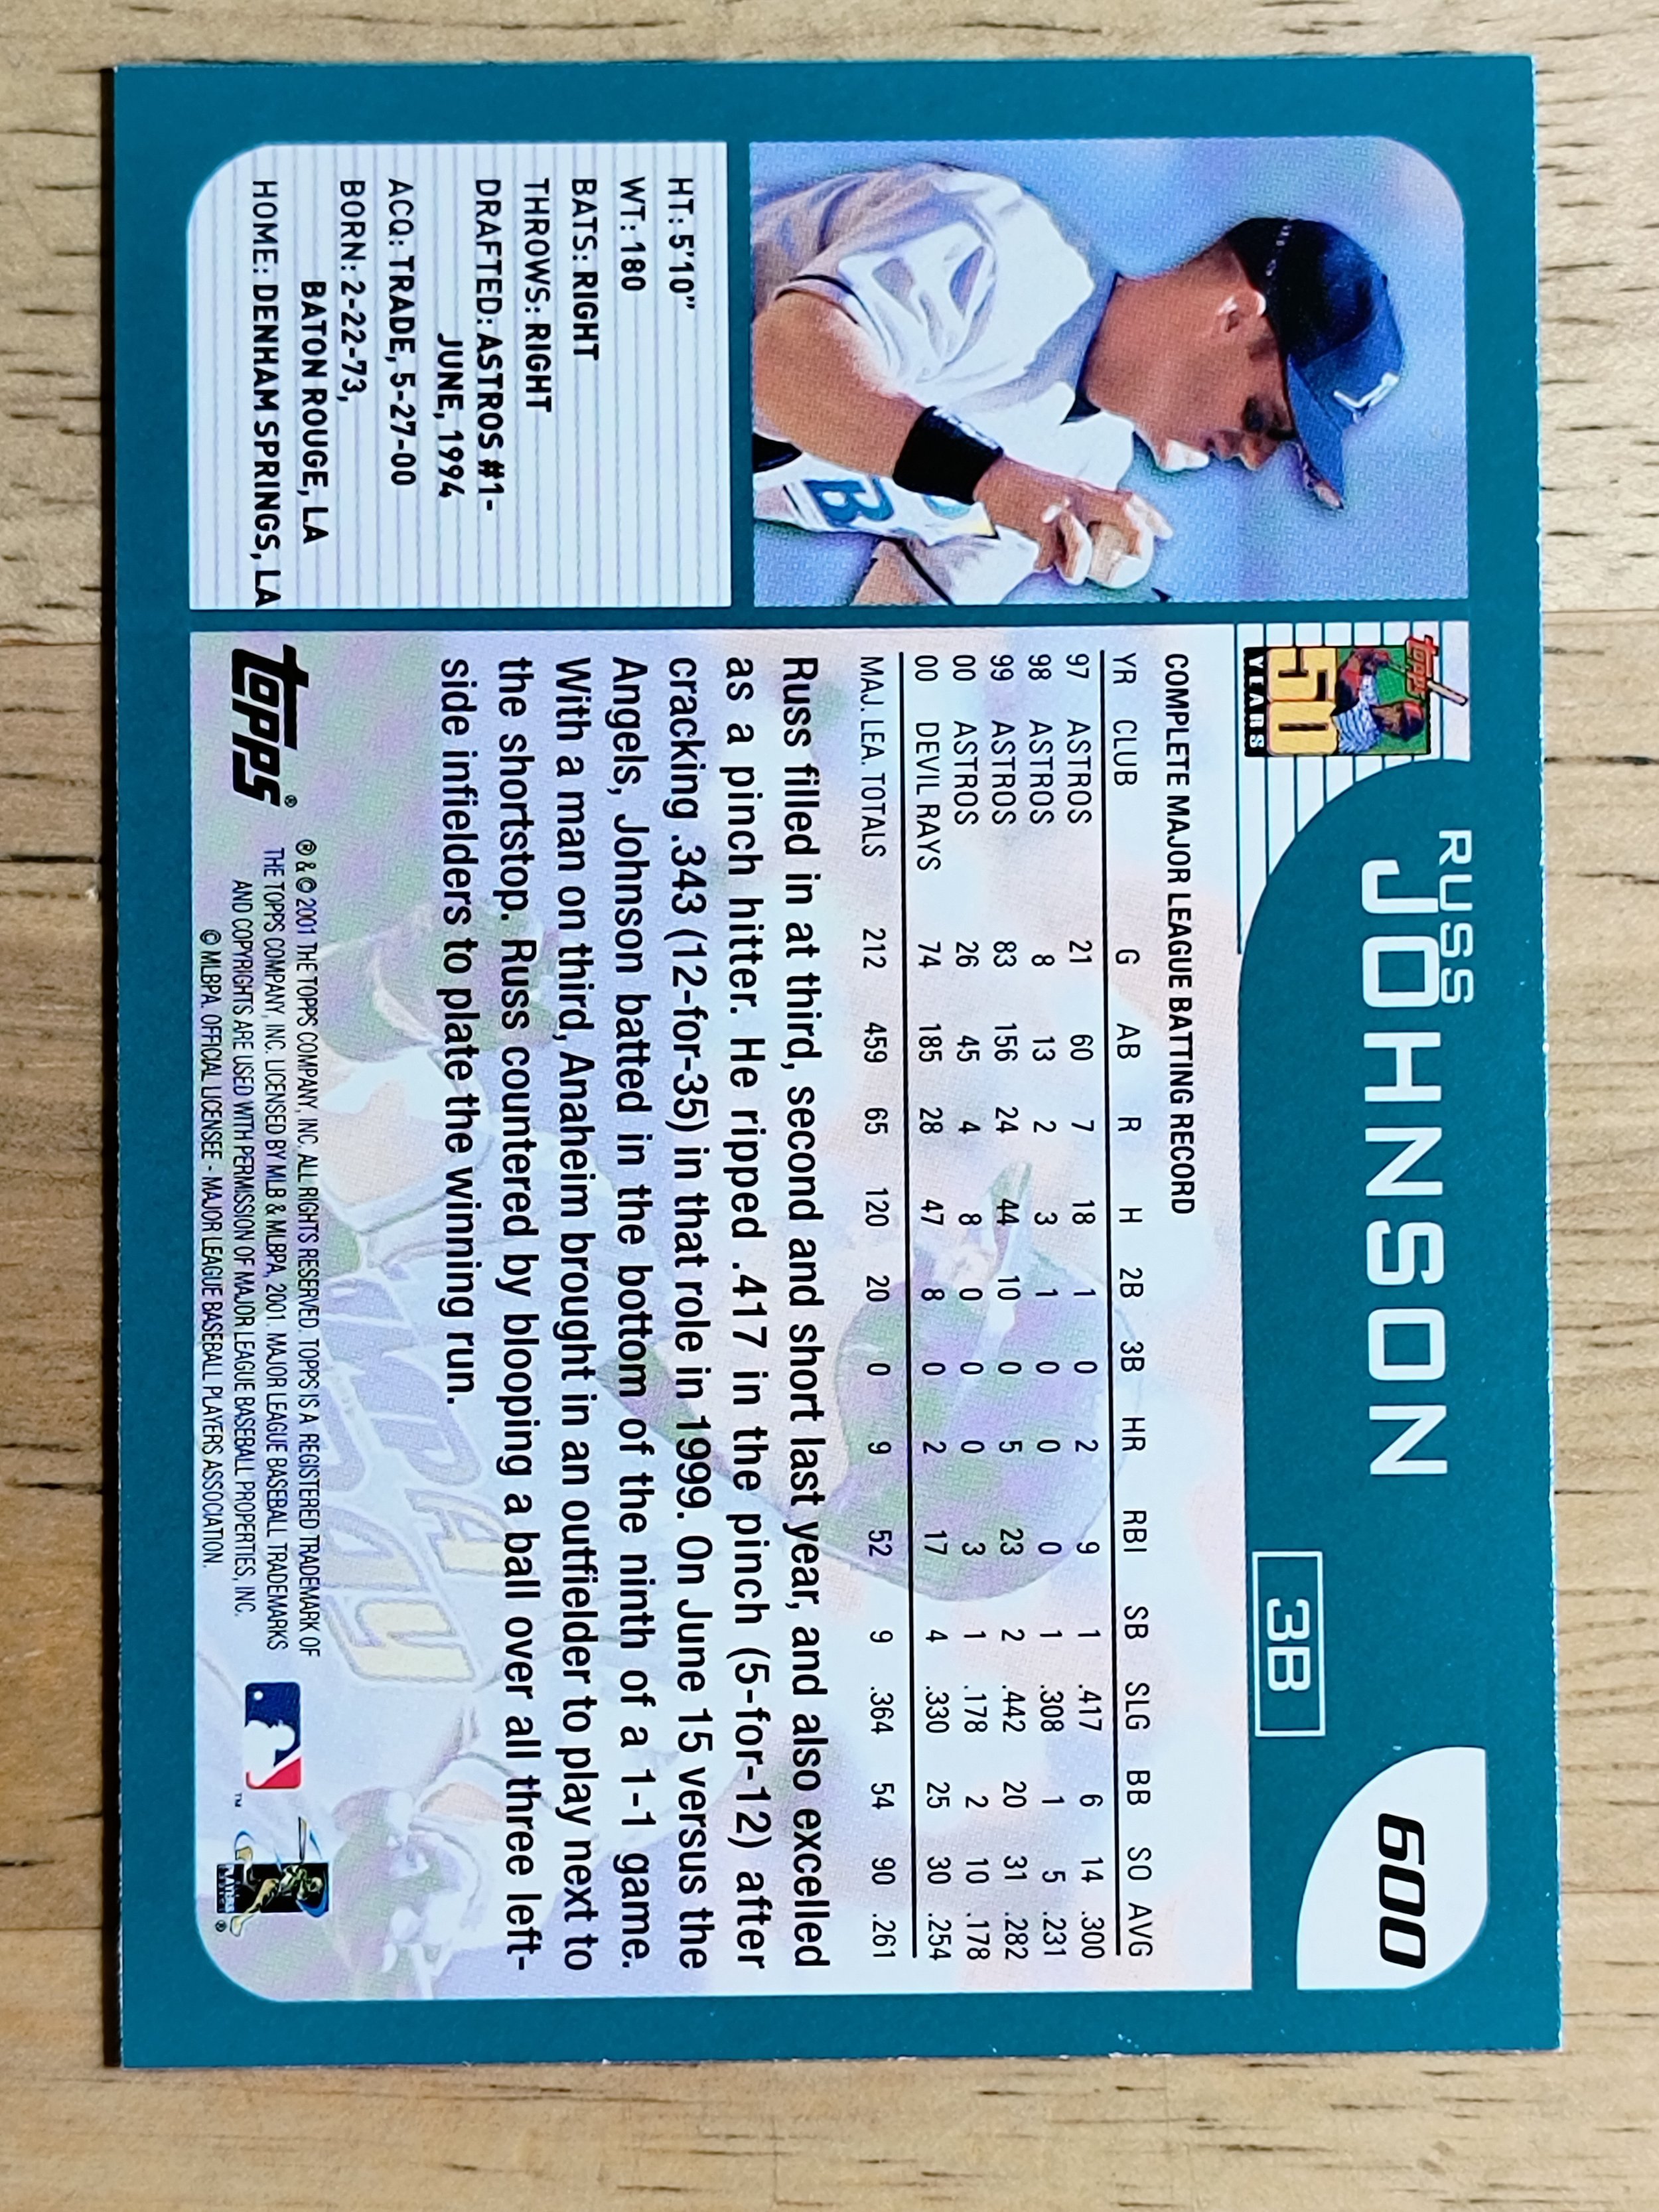 RUSS
JOHNSON
3B
600
topps
50
YEARS
HT: 5'10"
WT: 180
BATS: RIGHT
THROWS: RIGHT
DRAFTED: ASTROS #1-
JUNE, 1994
ACQ: TRADE, 5-27-00
BORN: 2-22-73,
BATON ROUGE, LA
HOME: DENHAM SPRINGS, LA
COMPLETE MAJOR LEAGUE BATTING RECORD
YR CLUB G AB R H 2B 3B HR RBI SB SLG BB SO AVG
97 ASTROS 21 60 7 18 1 0 2 9 1 .417 6 14 .300
98 ASTROS 8 13 2 3 1 0 0 0 1 .308 1 5 .231
99 ASTROS 83 156 24 44 10 0 5 23 2 .442 20 31 .282
00 ASTROS 26 45 4 8 0 0 0 3 1 .178 2 10 .178
00 DEVIL RAYS 74 185 28 47 8 0 2 17 4 .330 25 30 .254
MAJ. LEA. TOTALS 212 459 65 120 20 0 9 52 9 .364 54 90 .261
Russ filled in at third, second and short last year, and also excelled
as a pinch hitter. He ripped .417 in the pinch (5-for-12) after
cracking .343 (12-for-35) in that role in 1999. On June 15 versus the
Angels, Johnson batted in the bottom of the ninth of a 1-1 game.
With a man on third, Anaheim brought in an outfielder to play next to
the shortstop. Russ countered by blooping a ball over all three left-
side infielders to plate the winning run.
topps®
® & © 2001 THE TOPPS COMPANY, INC. ALL RIGHTS RESERVED. TOPPS IS A REGISTERED TRADEMARK OF
THE TOPPS COMPANY, INC. LICENSED BY MLB & MLBPA, 2001. MAJOR LEAGUE BASEBALL TRADEMARKS
AND COPYRIGHTS ARE USED WITH PERMISSION OF MAJOR LEAGUE BASEBALL PROPERTIES, INC.
© MLBPA. OFFICIAL LICENSEE - MAJOR LEAGUE BASEBALL PLAYERS ASSOCIATION.
™
®